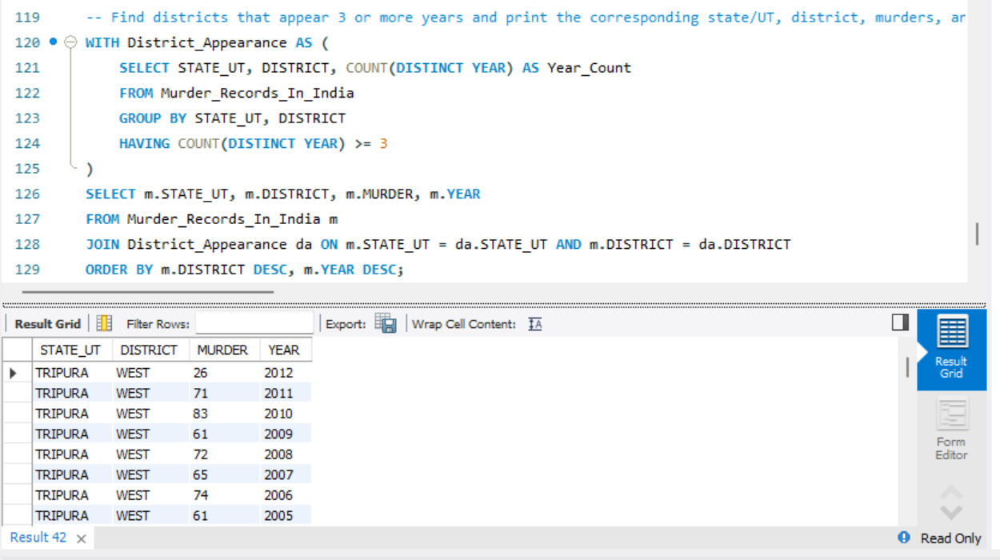 119 -- Find districts that appear 3 or more years and print the corresponding state/UT, district, murders, ar
120 WITH District_Appearance AS (
121 SELECT STATE_UT, DISTRICT, COUNT(DISTINCT YEAR) AS Year_Count
122 FROM Murder_Records_In_India
123 GROUP BY STATE_UT, DISTRICT
124 HAVING COUNT(DISTINCT YEAR) >= 3
125 )
126 SELECT m.STATE_UT, m.DISTRICT, m.MURDER, m.YEAR
127 FROM Murder_Records_In_India m
128 JOIN District_Appearance da ON m.STATE_UT = da.STATE_UT AND m.DISTRICT = da.DISTRICT
129 ORDER BY m.DISTRICT DESC, m.YEAR DESC;
Result Grid Filter Rows: Export: Wrap Cell Content: IA
STATE_UT DISTRICT MURDER YEAR
TRIPURA WEST 26 2012
TRIPURA WEST 71 2011
TRIPURA WEST 83 2010
TRIPURA WEST 61 2009
TRIPURA WEST 72 2008
TRIPURA WEST 65 2007
TRIPURA WEST 74 2006
TRIPURA WEST 61 2005
Result
Grid
Form
Editor
Result 42
Read Only